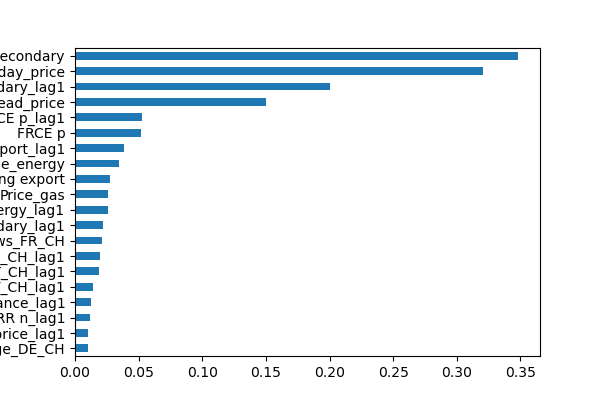 econdary
day_price
dary_lag1
ead_price
CE p_lag1
FRCE p
port_lag1
e_energy
ng export
Price_gas
ergy_lag1
dary_lag1
ws_FR_CH
_CH_lag1
_CH_lag1
_CH_lag1
ance_lag1
RR n_lag1
price_lag1
ge_DE_CH
0.00 0.05 0.10 0.15 0.20 0.25 0.30 0.35